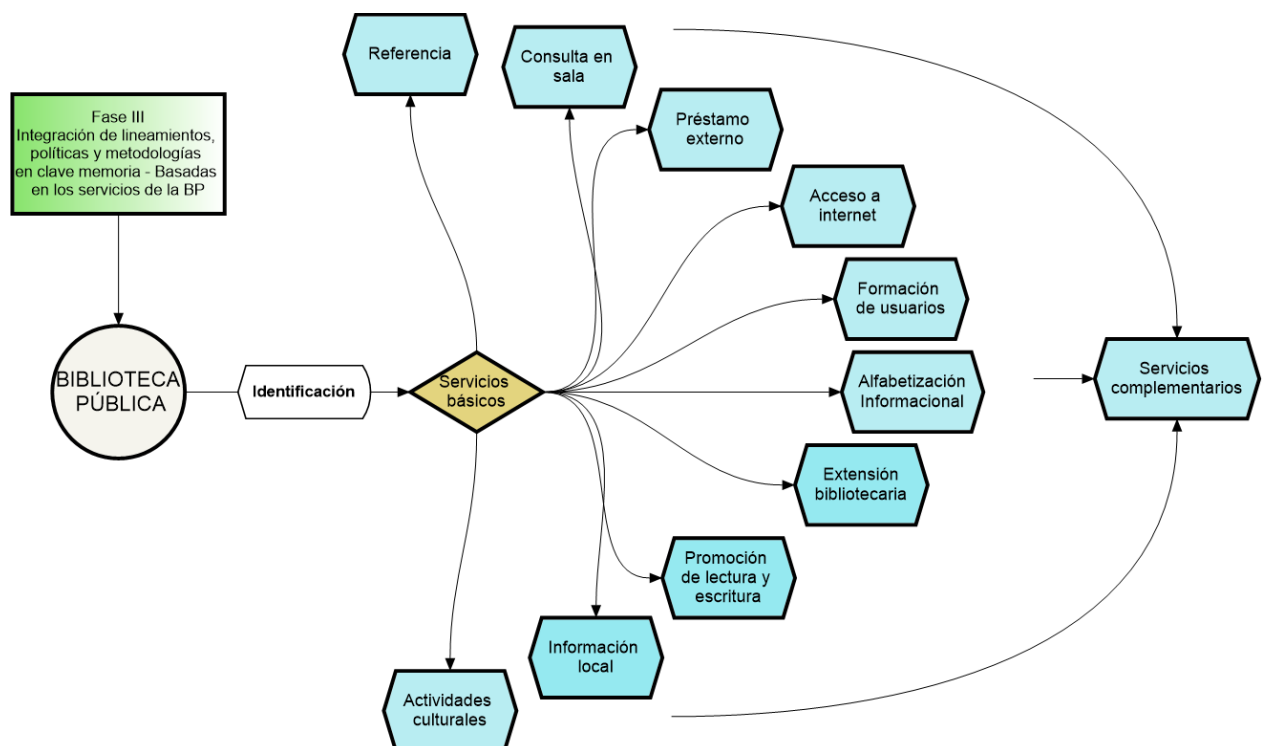 Fase III
Integración de lineamientos,
políticas y metodologías
en clave memoria - Basadas
en los servicios de la BP
BIBLIOTECA
PÚBLICA
Identificación
Servicios
básicos
Referencia
Consulta en
sala
Préstamo
externo
Acceso a
internet
Formación
de usuarios
Alfabetización
Informacional
Extensión
bibliotecaria
Promoción
de lectura y
escritura
Información
local
Actividades
culturales
Servicios
complementarios